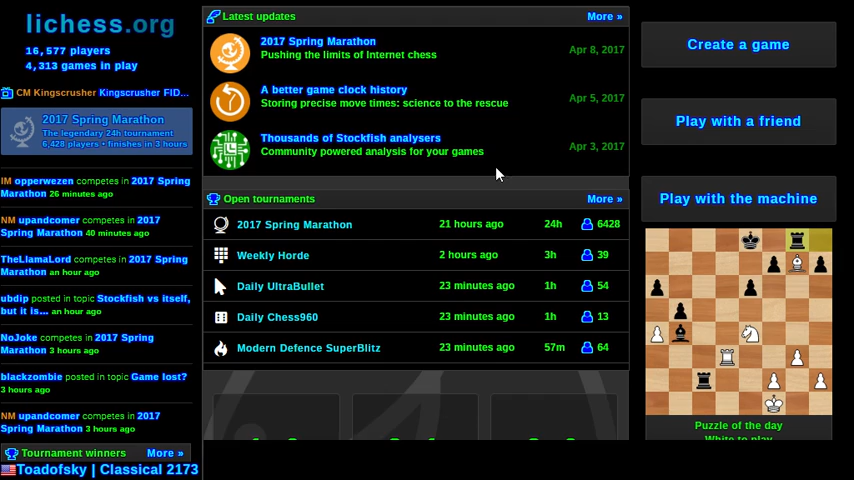 lichess.org
16,577 players
4,313 games in play
CM Kingscrusher Kingscrusher FID...
2017 Spring Marathon
The legendary 24h tournament
6,428 players • finishes in 3 hours
IM opperwezen competes in 2017 Spring
Marathon 26 minutes ago
NM upandcomer competes in 2017
Spring Marathon 40 minutes ago
TheLlamaLord competes in 2017 Spring
Marathon an hour ago
ubdip posted in topic Stockfish vs itself,
but it is... an hour ago
NoJoke competes in 2017 Spring
Marathon 3 hours ago
blackzombie posted in topic Game lost?
3 hours ago
NM upandcomer competes in 2017
Spring Marathon 3 hours ago
Tournament winners More »
Toadofsky | Classical 2173
Latest updates More »
2017 Spring Marathon Apr 8, 2017
Pushing the limits of Internet chess
A better game clock history Apr 5, 2017
Storing precise move times: science to the rescue
Thousands of Stockfish analysers Apr 3, 2017
Community powered analysis for your games
Open tournaments More »
2017 Spring Marathon 21 hours ago 24h 6428
Weekly Horde 2 hours ago 3h 39
Daily UltraBullet 23 minutes ago 1h 54
Daily Chess960 23 minutes ago 1h 13
Modern Defence SuperBlitz 23 minutes ago 57m 64
Create a game
Play with a friend
Play with the machine
Puzzle of the day
White to play